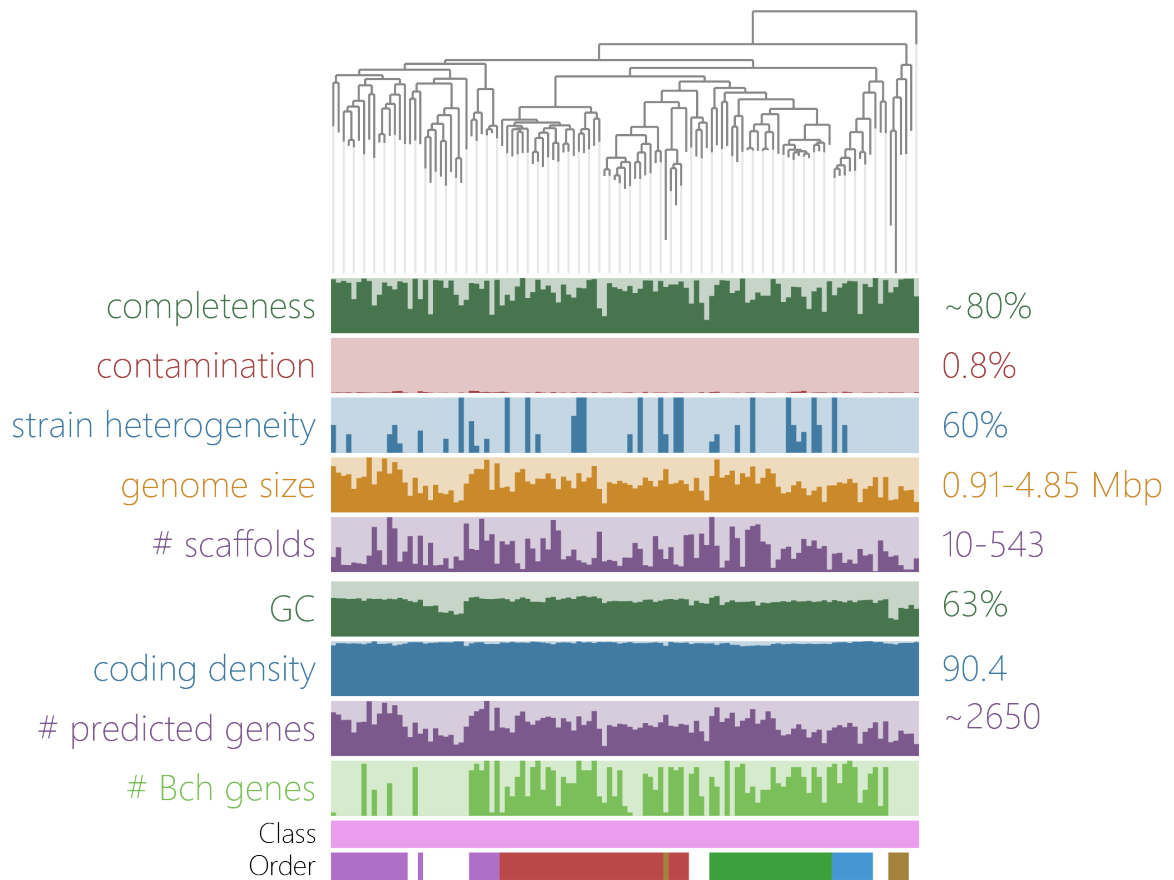 completeness ~80%
contamination 0.8%
strain heterogeneity 60%
genome size 0.91-4.85 Mbp
# scaffolds 10-543
GC 63%
coding density 90.4
# predicted genes ~2650
# Bch genes
Class
Order